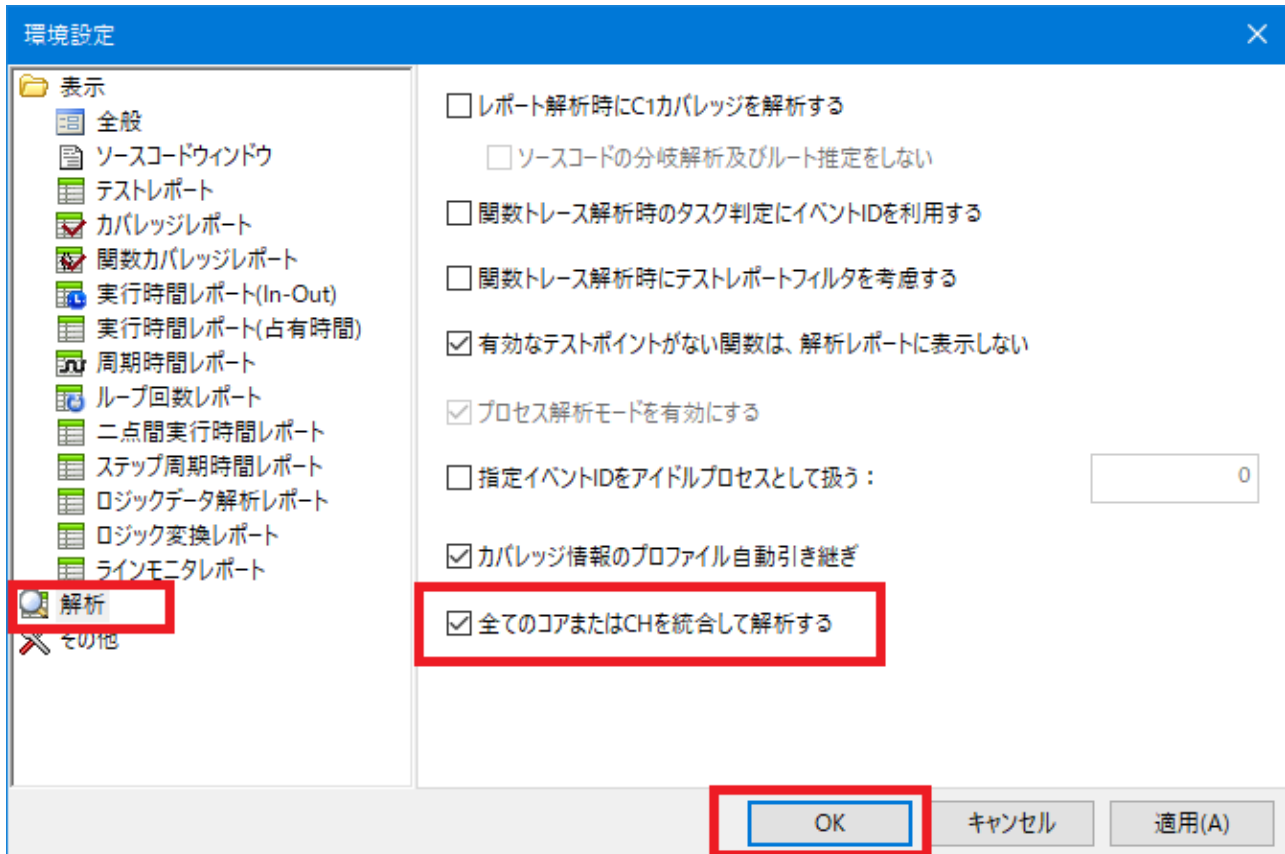 環境設定
表示
全般
ソースコードウィンドウ
テストレポート
カバレッジレポート
関数カバレッジレポート
実行時間レポート(In-Out)
実行時間レポート(占有時間)
周期時間レポート
ループ回数レポート
二点間実行時間レポート
ステップ周期時間レポート
ロジックデータ解析レポート
ロジック変換レポート
ラインモニタレポート
解析
その他
レポート解析時にC1カバレッジを解析する
ソースコードの分岐解析及びルート推定をしない
関数トレース解析時のタスク判定にイベントIDを利用する
関数トレース解析時にテストレポートフィルタを考慮する
有効なテストポイントがない関数は、解析レポートに表示しない
プロセス解析モードを有効にする
指定イベントIDをアイドルプロセスとして扱う： 0
カバレッジ情報のプロファイル自動引き継ぎ
全てのコアまたはCHを統合して解析する
OK キャンセル 適用(A)